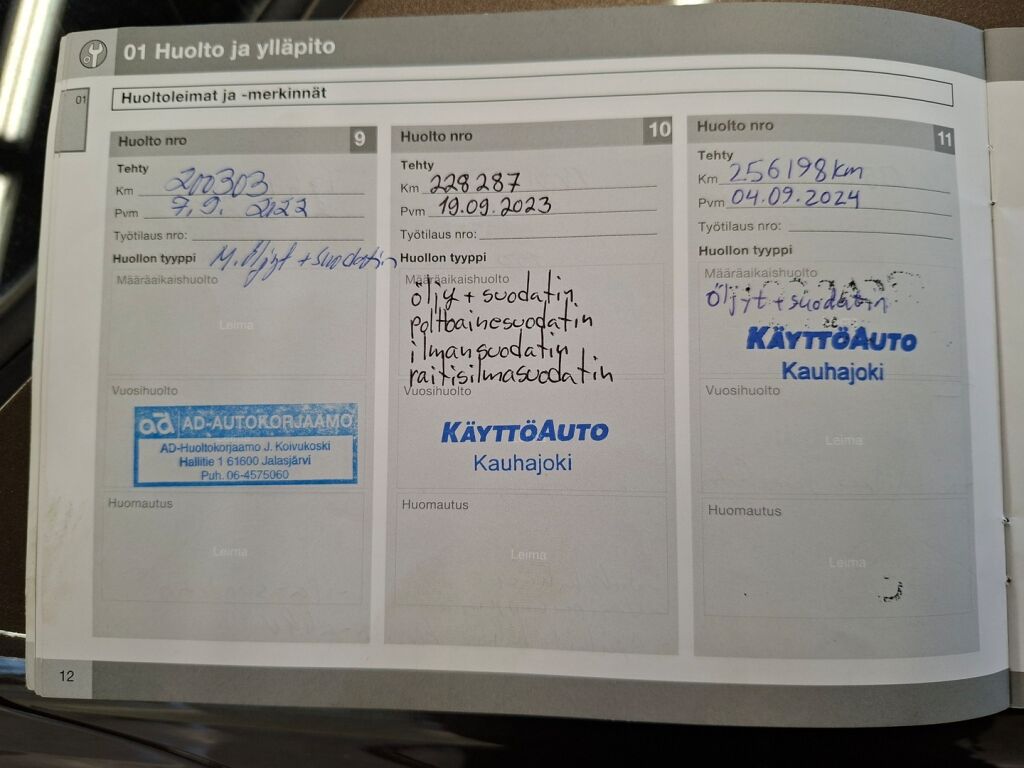 01 Huolto ja ylläpito
01
Huoltoleimat ja -merkinnät
Huolto nro 9
Tehty
Km 200303
Pvm 7.9. 2022
Työtilaus nro:
Huollon tyyppi M.öljyt + suodatin
Määräaikaishuolto
Leima
Vuosihuolto
ad AD-AUTOKORJAAMO
AD-Huoltokorjaamo J. Koivukoski
Hallitie 1 61600 Jalasjärvi
Puh. 06-4575060
Huomautus
Leima
Huolto nro 10
Tehty
Km 228287
Pvm 19.09.2023
Työtilaus nro:
Huollon tyyppi
Määräaikaishuolto
öljy + suodatin
polttoainesuodatin
ilmansuodatin
raitisilmasuodatin
Vuosihuolto
KÄYTTÖAUTO
Kauhajoki
Huomautus
Leima
Huolto nro 11
Tehty
Km 256198km
Pvm 04.09.2024
Työtilaus nro:
Huollon tyyppi
Määräaikaishuolto
öljyt + suodatin
KÄYTTÖAUTO
Kauhajoki
Vuosihuolto
Leima
Huomautus
Leima
12